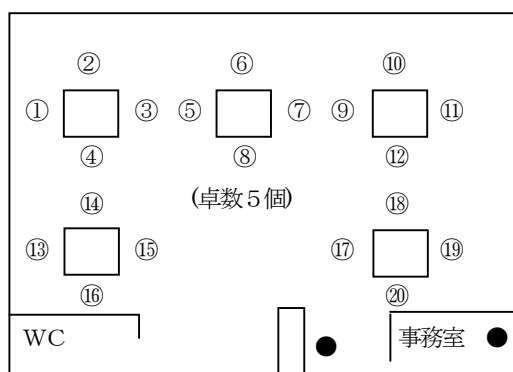 ② ⑥ ⑩
① ③ ⑤ ⑦ ⑨ ⑪
④ ⑧ ⑫
(卓数5個)
⑭ ⑱
⑬ ⑮ ⑰ ⑲
⑯ ⑳
WC 事務室